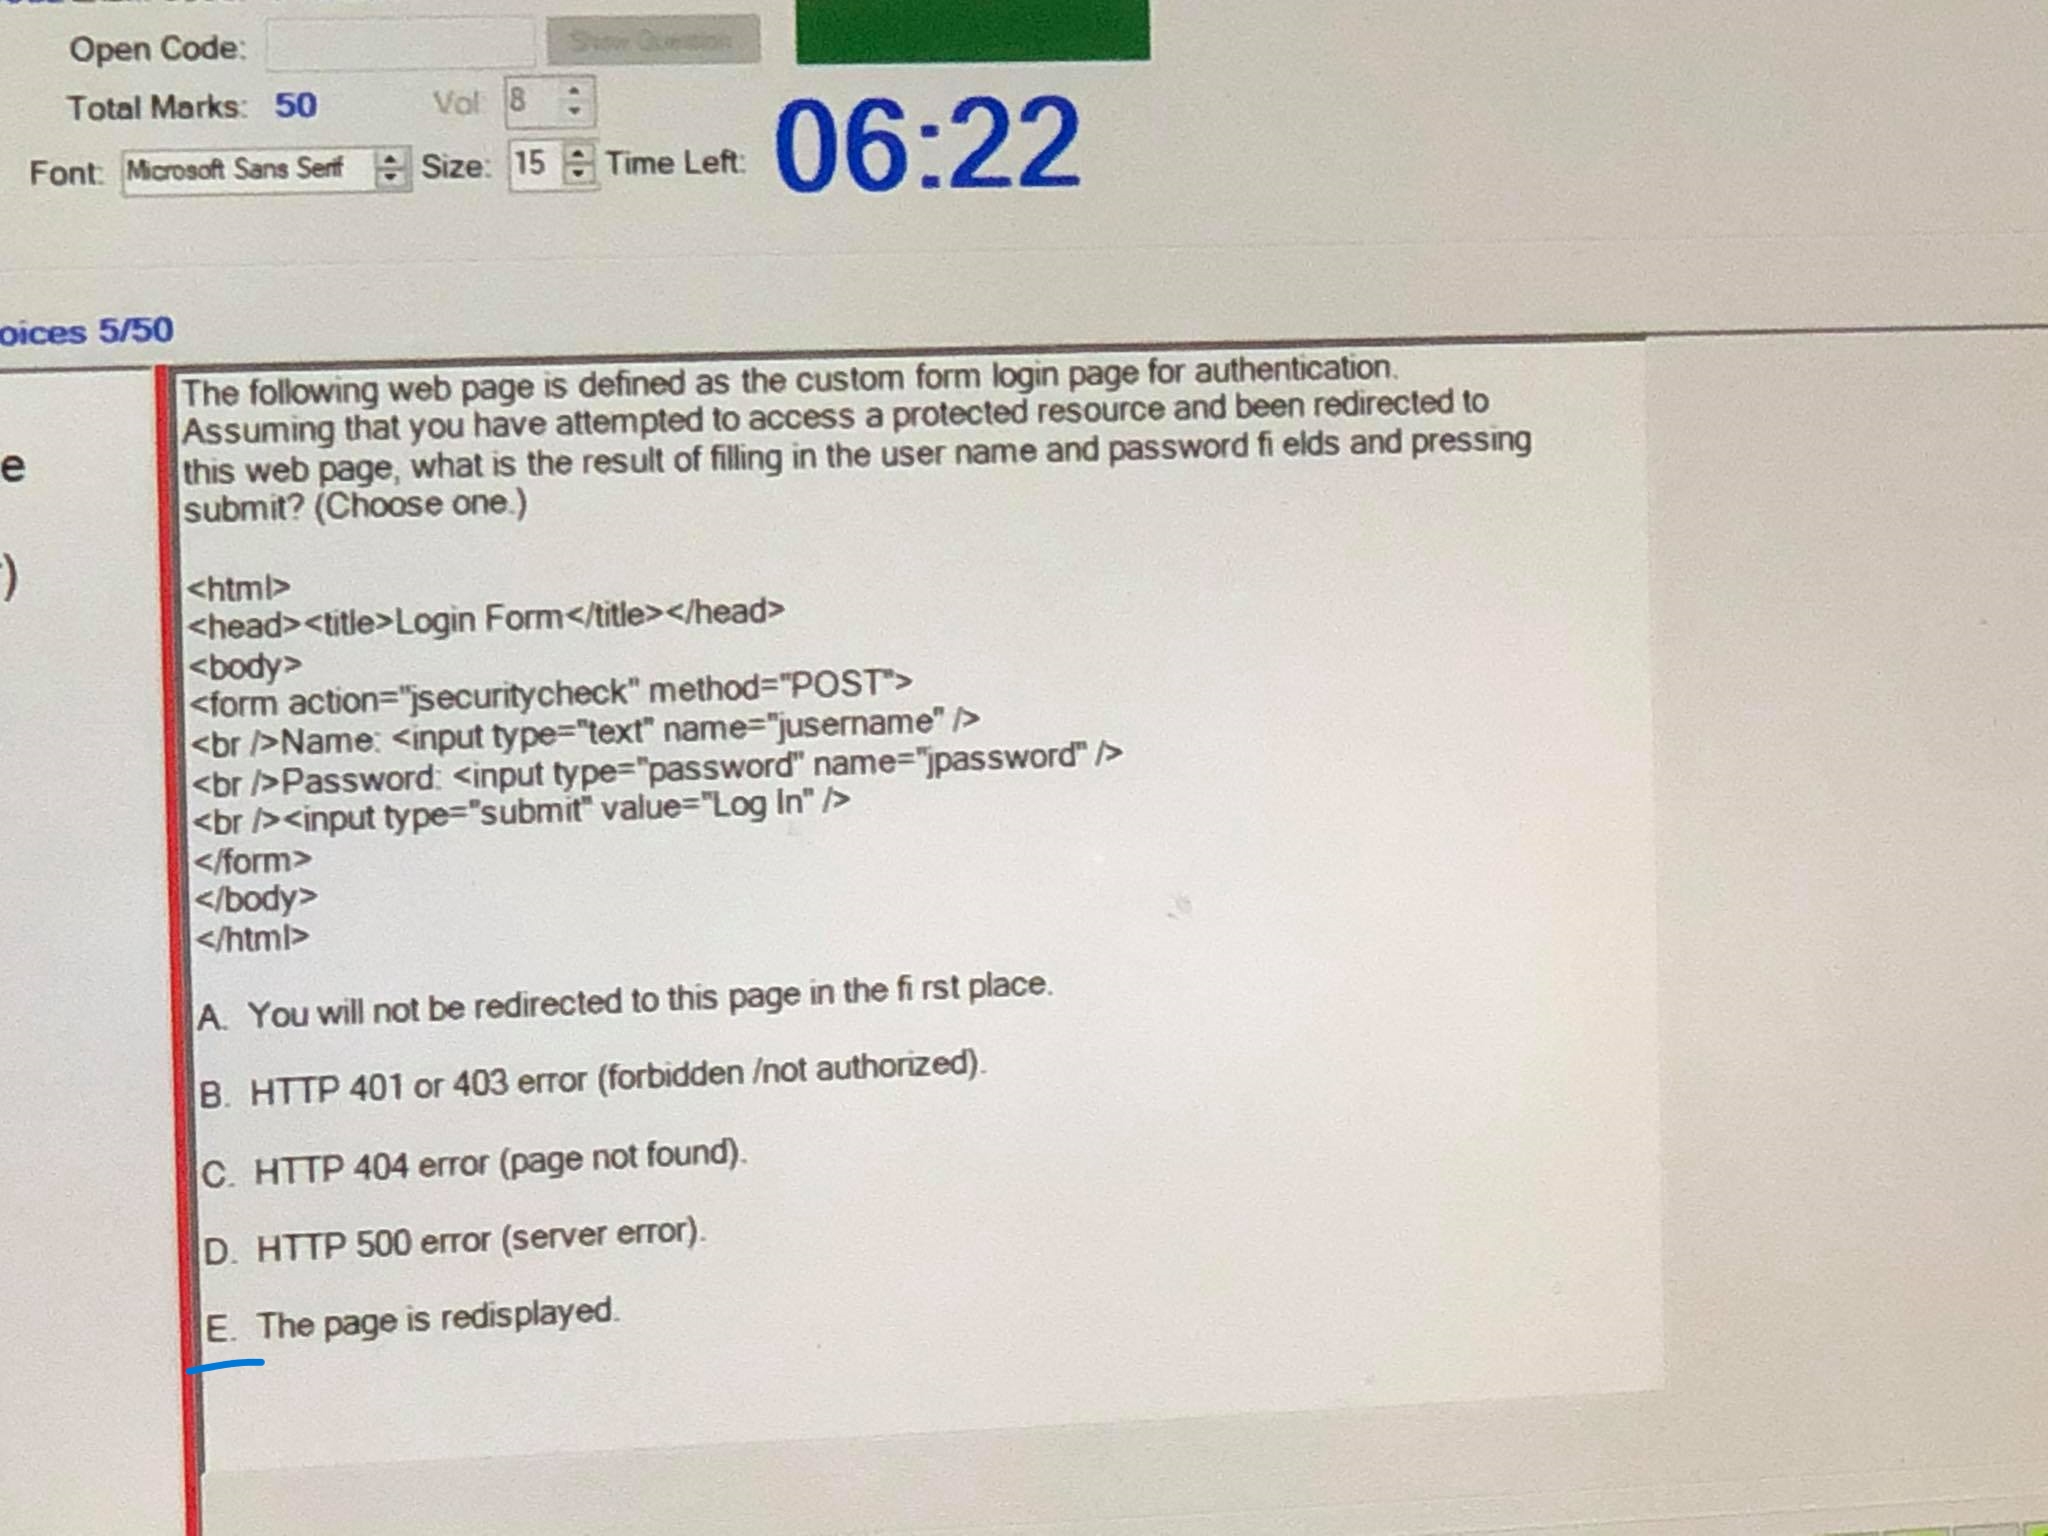 Open Code:
Show Question
Total Marks: 50
Vol 8
06:22
Font: Microsoft Sans Serif
Size: 15
Time Left:
oices 5/50
e
)
The following web page is defined as the custom form login page for authentication.
Assuming that you have attempted to access a protected resource and been redirected to
this web page, what is the result of filling in the user name and password fi elds and pressing
submit? (Choose one.)
<html>
<head><title>Login Form</title></head>
<body>
<form action="jsecuritycheck" method="POST">
<br />Name: <input type="text" name="jusername" />
<br />Password: <input type="password" name="jpassword" />
<br /><input type="submit" value="Log In" />
</form>
</body>
</html>
A. You will not be redirected to this page in the fi rst place.
B. HTTP 401 or 403 error (forbidden /not authorized).
C. HTTP 404 error (page not found).
D. HTTP 500 error (server error).
E. The page is redisplayed.